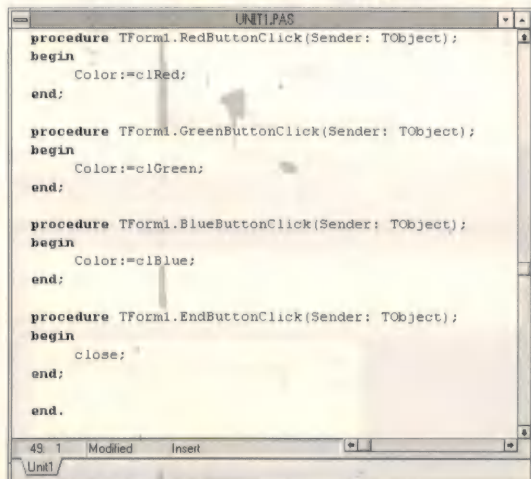 UNIT1.PAS
procedure TForm1.RedButtonClick(Sender: TObject);
begin
Color:=clRed;
end;
procedure TForm1.GreenButtonClick(Sender: TObject);
begin
Color:=clGreen;
end;
procedure TForm1.BlueButtonClick(Sender: TObject);
begin
Color:=clBlue;
end;
procedure TForm1.EndButtonClick(Sender: TObject);
begin
close;
end;
end.
49: 1 Modified Insert
Unit1